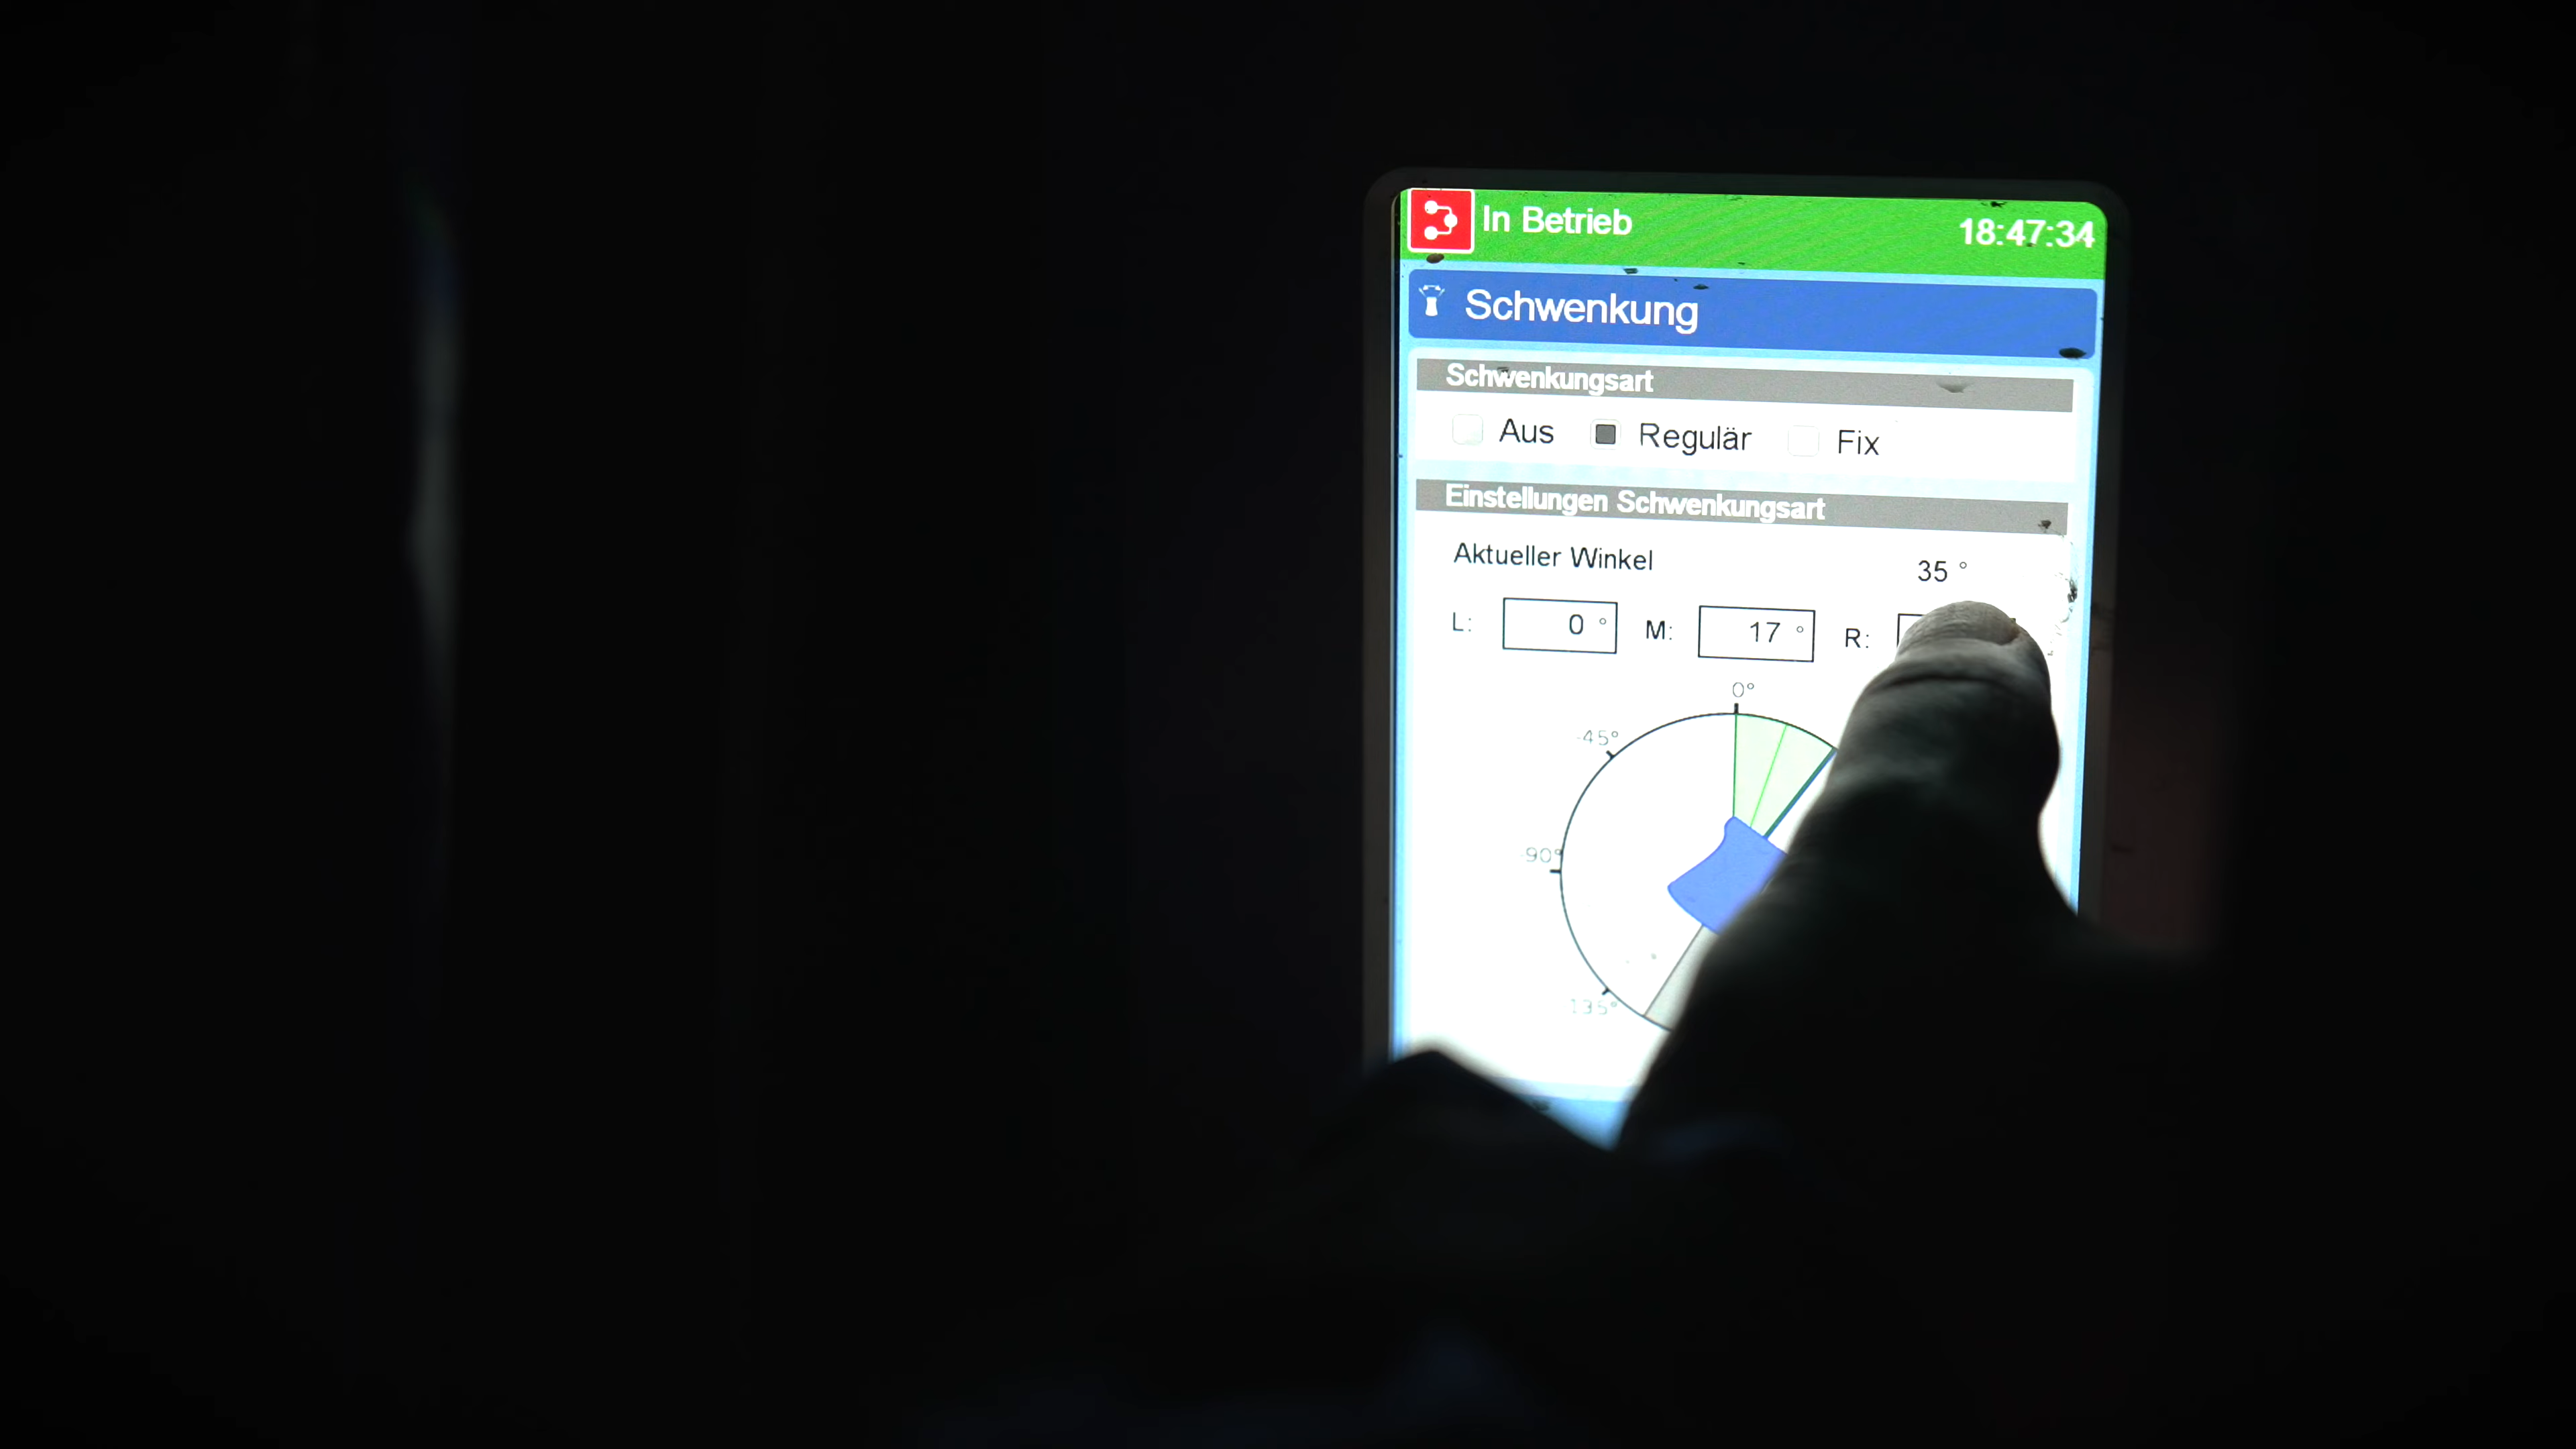 In Betrieb 18:47:34
Schwenkung
Schwenkungsart
Aus Regulär Fix
Einstellungen Schwenkungsart
Aktueller Winkel 35 °
L: 0 ° M: 17 ° R:
0°
-45°
-90°
135°